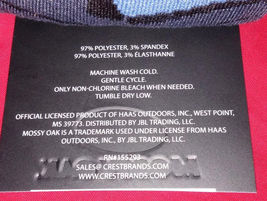 97% POLYESTER, 3% SPANDEX
97% POLYESTER, 3% ÉLASTHANNE
MACHINE WASH COLD.
GENTLE CYCLE.
ONLY NON-CHLORINE BLEACH WHEN NEEDED.
TUMBLE DRY LOW.
OFFICIAL LICENSED PRODUCT OF HAAS OUTDOORS, INC., WEST POINT,
MS 39773. DISTRIBUTED BY JBL TRADING, LLC.
MOSSY OAK IS A TRADEMARK USED UNDER LICENSE FROM HAAS
OUTDOORS, INC., BY JBL TRADING, LLC.
RN#155293
SALES@CRESTBRANDS.COM
WWW.CRESTBRANDS.COM